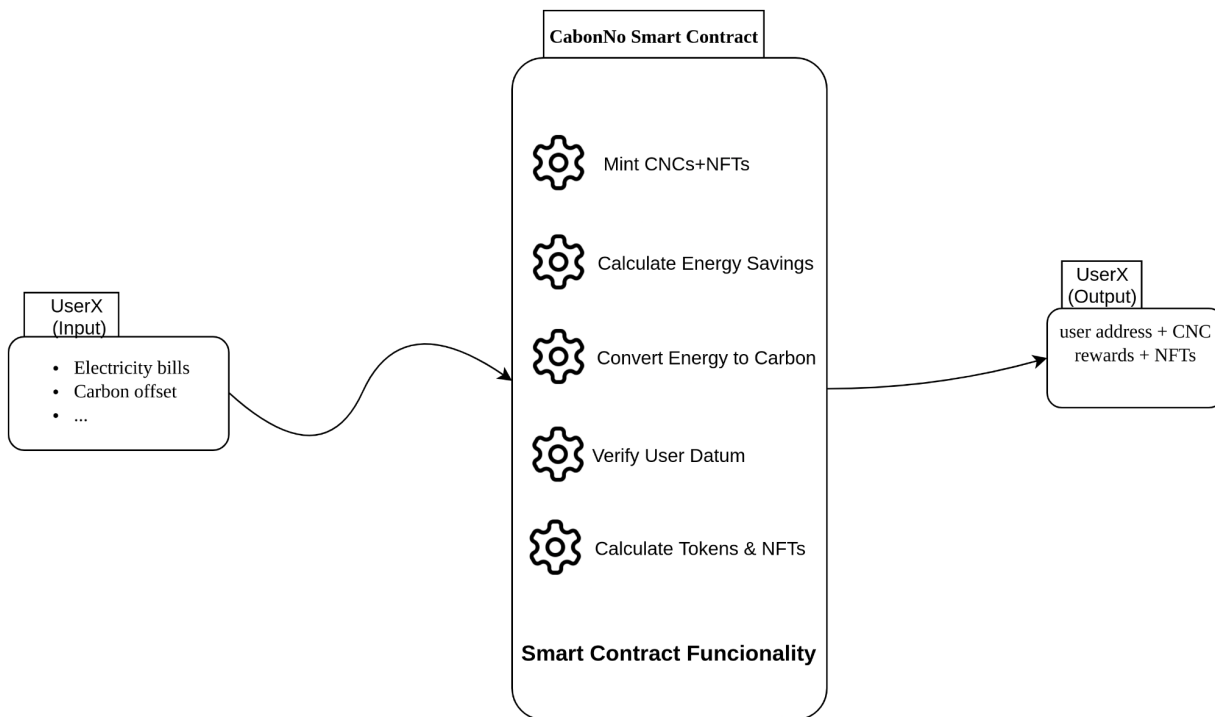 CabonNo Smart Contract
Mint CNCs+NFTs
Calculate Energy Savings
Convert Energy to Carbon
Verify User Datum
Calculate Tokens & NFTs
Smart Contract Funcionality
UserX
(Input)
• Electricity bills
• Carbon offset
• ...
UserX
(Output)
user address + CNC
rewards + NFTs